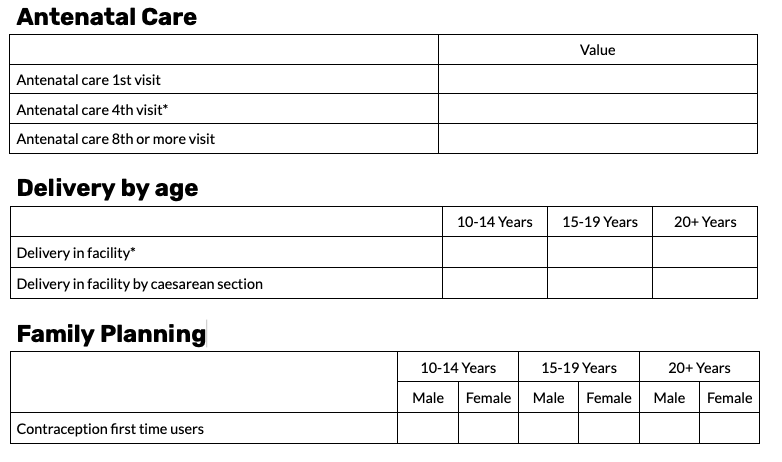 Antenatal Care
Value
Antenatal care 1st visit
Antenatal care 4th visit*
Antenatal care 8th or more visit
Delivery by age
10-14 Years 15-19 Years 20+ Years
Delivery in facility*
Delivery in facility by caesarean section
Family Planning
10-14 Years 15-19 Years 20+ Years
Male Female Male Female Male Female
Contraception first time users